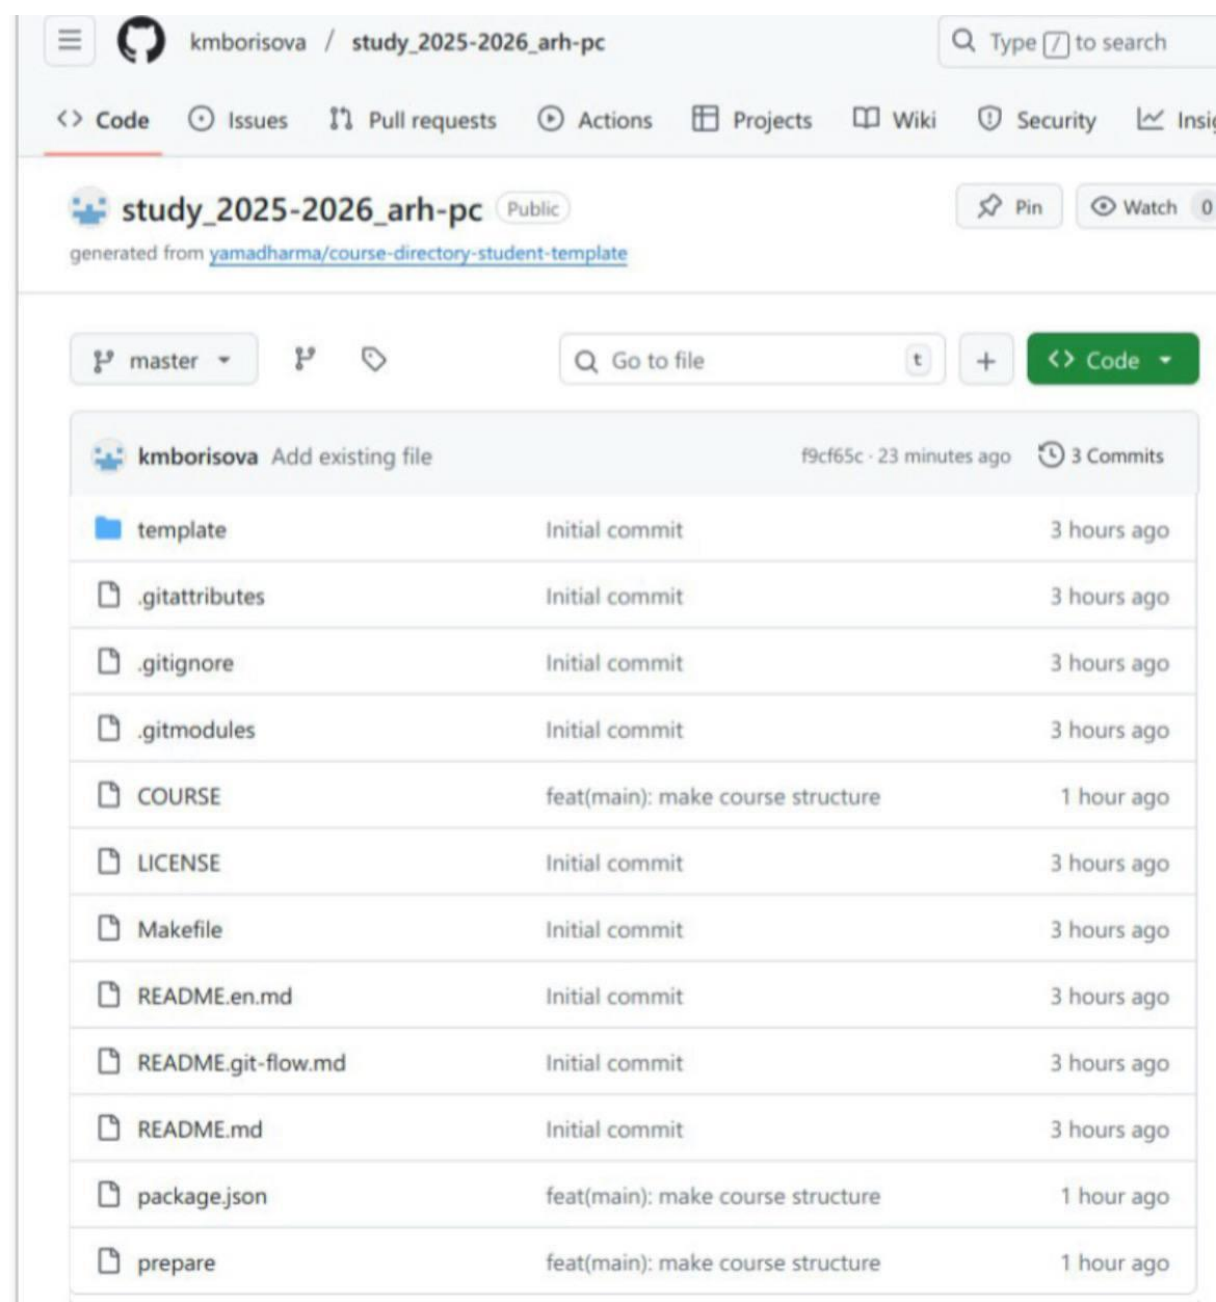 kmborisova / study_2025-2026_arh-pc Type / to search
Code Issues Pull requests Actions Projects Wiki Security
study_2025-2026_arh-pc Public Pin Watch 0
generated from yamadharma/course-directory-student-template
master Go to file t + Code
kmborisova Add existing file f9cf65c · 23 minutes ago 3 Commits
template Initial commit 3 hours ago
.gitattributes Initial commit 3 hours ago
.gitignore Initial commit 3 hours ago
.gitmodules Initial commit 3 hours ago
COURSE feat(main): make course structure 1 hour ago
LICENSE Initial commit 3 hours ago
Makefile Initial commit 3 hours ago
README.en.md Initial commit 3 hours ago
README.git-flow.md Initial commit 3 hours ago
README.md Initial commit 3 hours ago
package.json feat(main): make course structure 1 hour ago
prepare feat(main): make course structure 1 hour ago